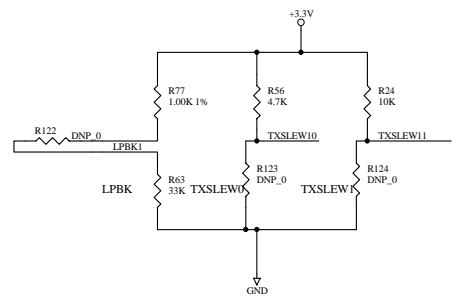 +3.3V
R77
1.00K 1%
R56
4.7K
R24
10K
R122
DNP_0
TXSLEW10
TXSLEW11
LPBK1
R63
33K
R123
DNP_0
R124
DNP_0
LPBK
TXSLEW0
TXSLEW1
GND